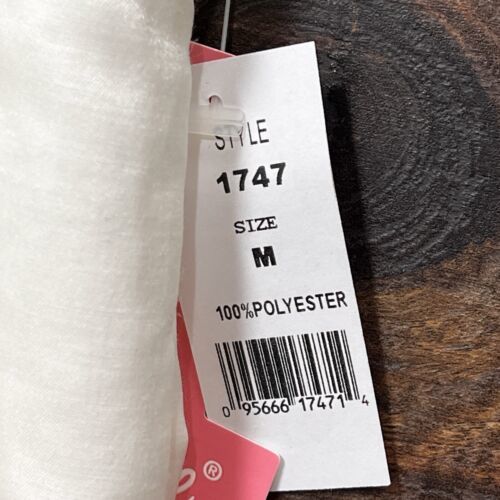 STYLE
1747
SIZE
M
100%POLYESTER
0 95666 17471 4
®